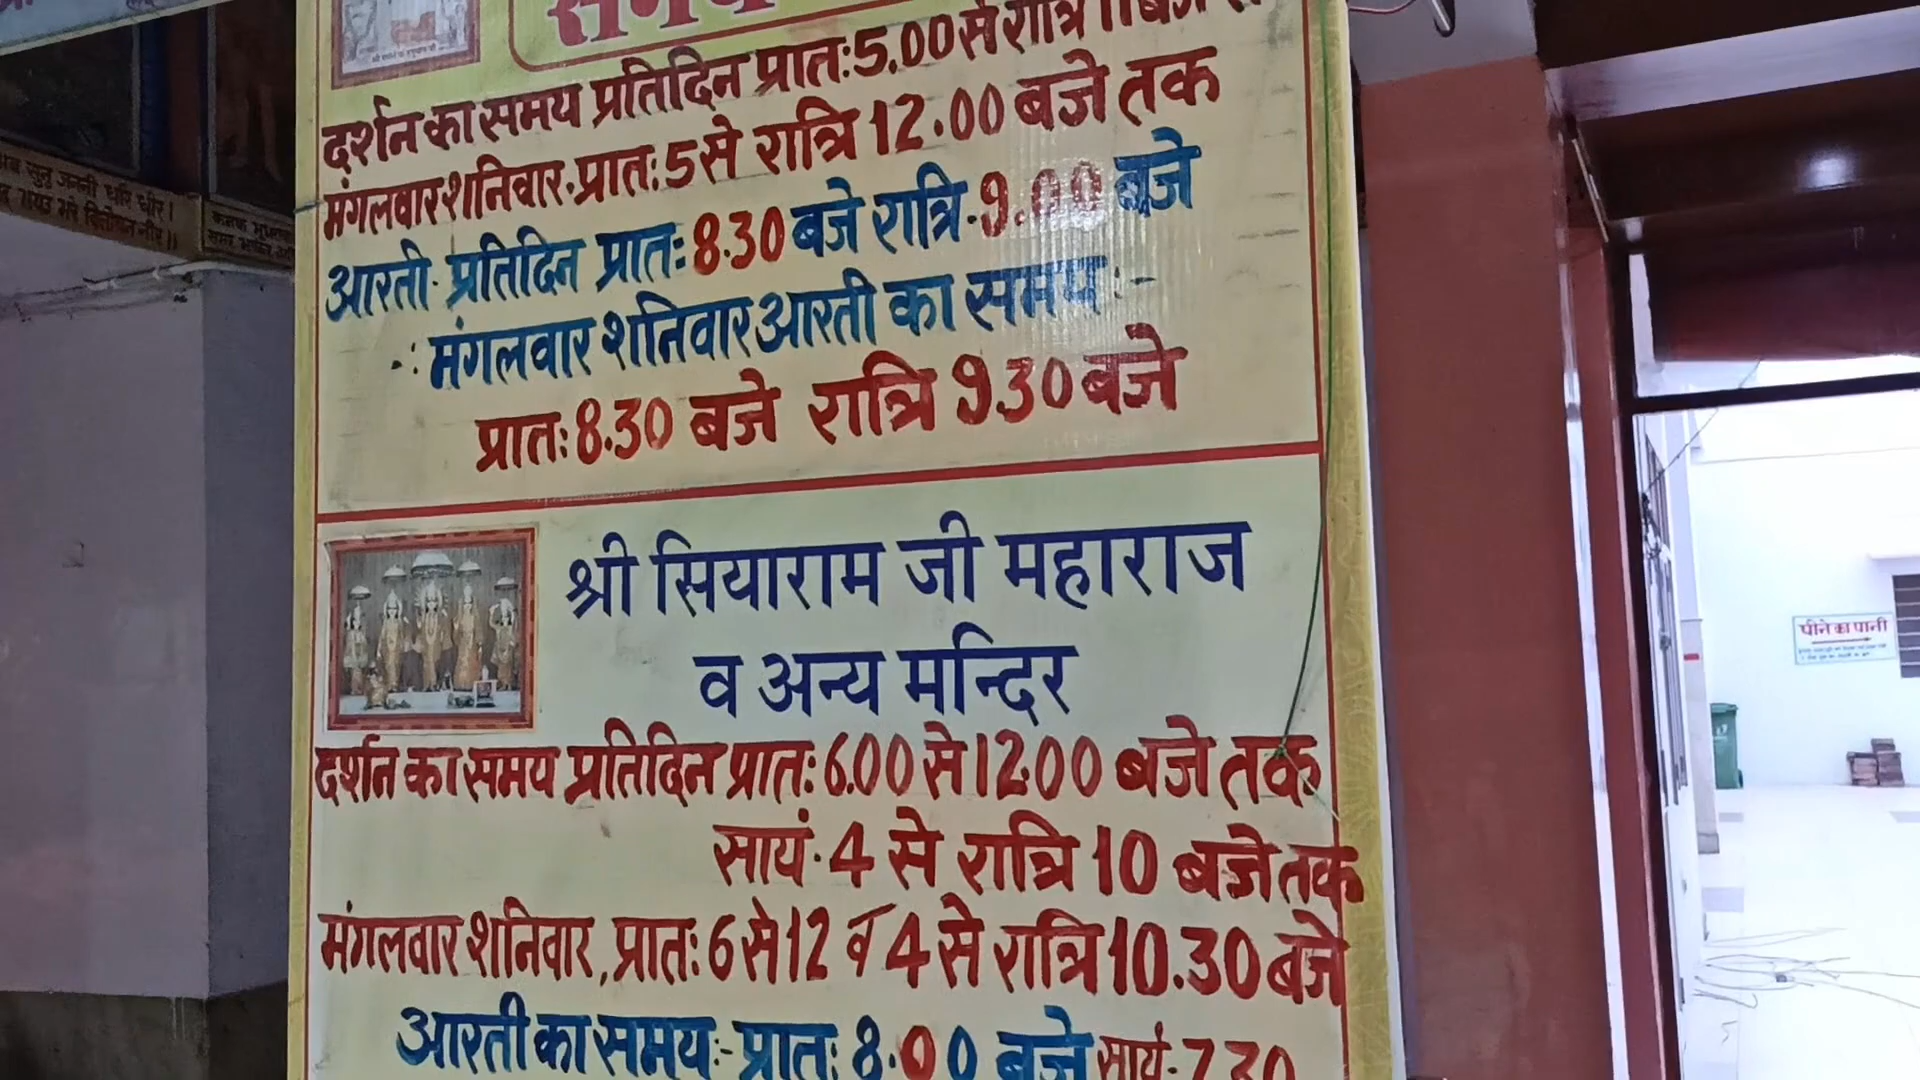 समय
दर्शन का समय प्रतिदिन प्रातः 5.00 से रात्रि 11 बजे
मंगलवार शनिवार. प्रातः 5 से रात्रि 12.00 बजे तक
आरती. प्रतिदिन प्रातः 8.30 बजे रात्रि. 9.00 बजे
-: मंगलवार शनिवार आरती का समय :-
प्रातः 8.30 बजे रात्रि 9.30 बजे
श्री सियाराम जी महाराज
व अन्य मन्दिर
दर्शन का समय प्रतिदिन प्रातः 6.00 से 12.00 बजे तक
सायं. 4 से रात्रि 10 बजे तक
मंगलवार शनिवार, प्रातः 6 से 12 व 4 से रात्रि 10.30 बजे
आरती का समय:- प्रातः 8.00 बजे सायं. 7.30
पीने का पानी